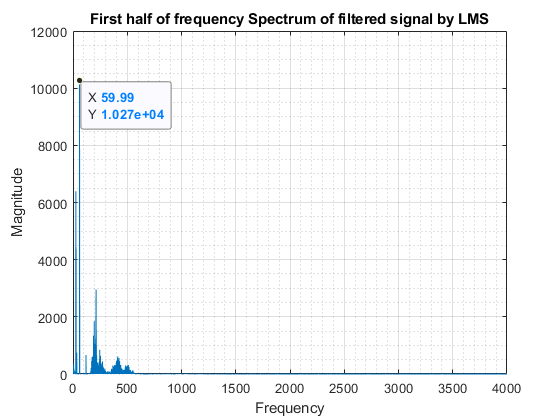 First half of frequency Spectrum of filtered signal by LMS
12000
10000
8000
6000
4000
2000
0
Magnitude
X 59.99
Y 1.027e+04
0 500 1000 1500 2000 2500 3000 3500 4000
Frequency